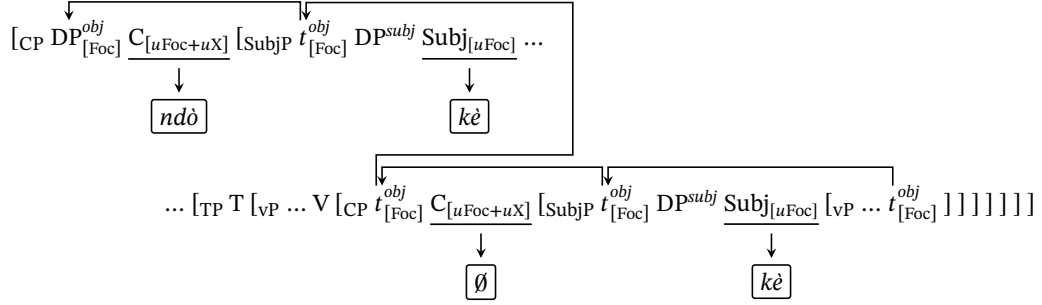 [CP DP^obj_[Foc] C_[uFoc+uX] [SubjP t^obj_[Foc] DP^subj Subj_[uFoc] ...
ndò kè
... [TP T [vP ... V [CP t^obj_[Foc] C_[uFoc+uX] [SubjP t^obj_[Foc] DP^subj Subj_[uFoc] [vP ... t^obj_[Foc] ] ] ] ] ] ] ]
Ø kè